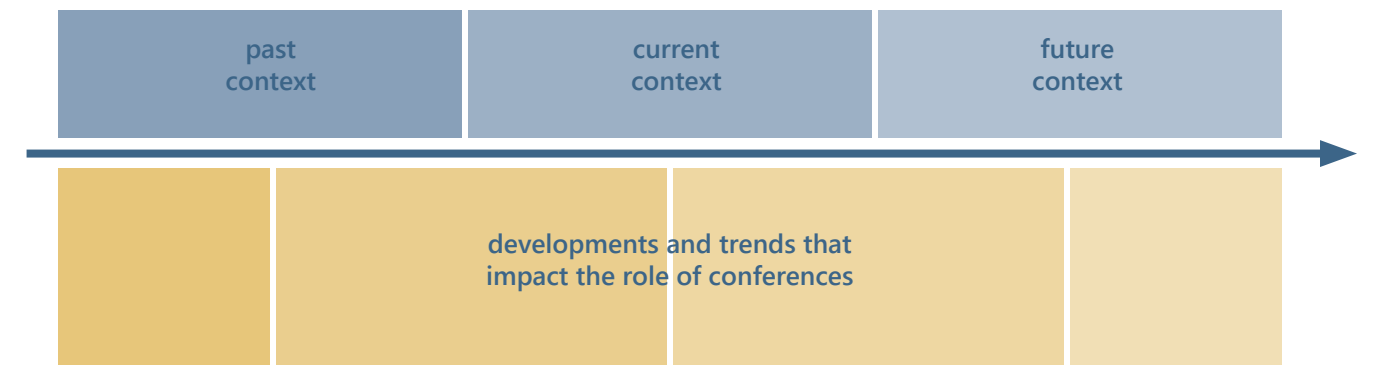 past
context
current
context
future
context
developments and trends that
impact the role of conferences